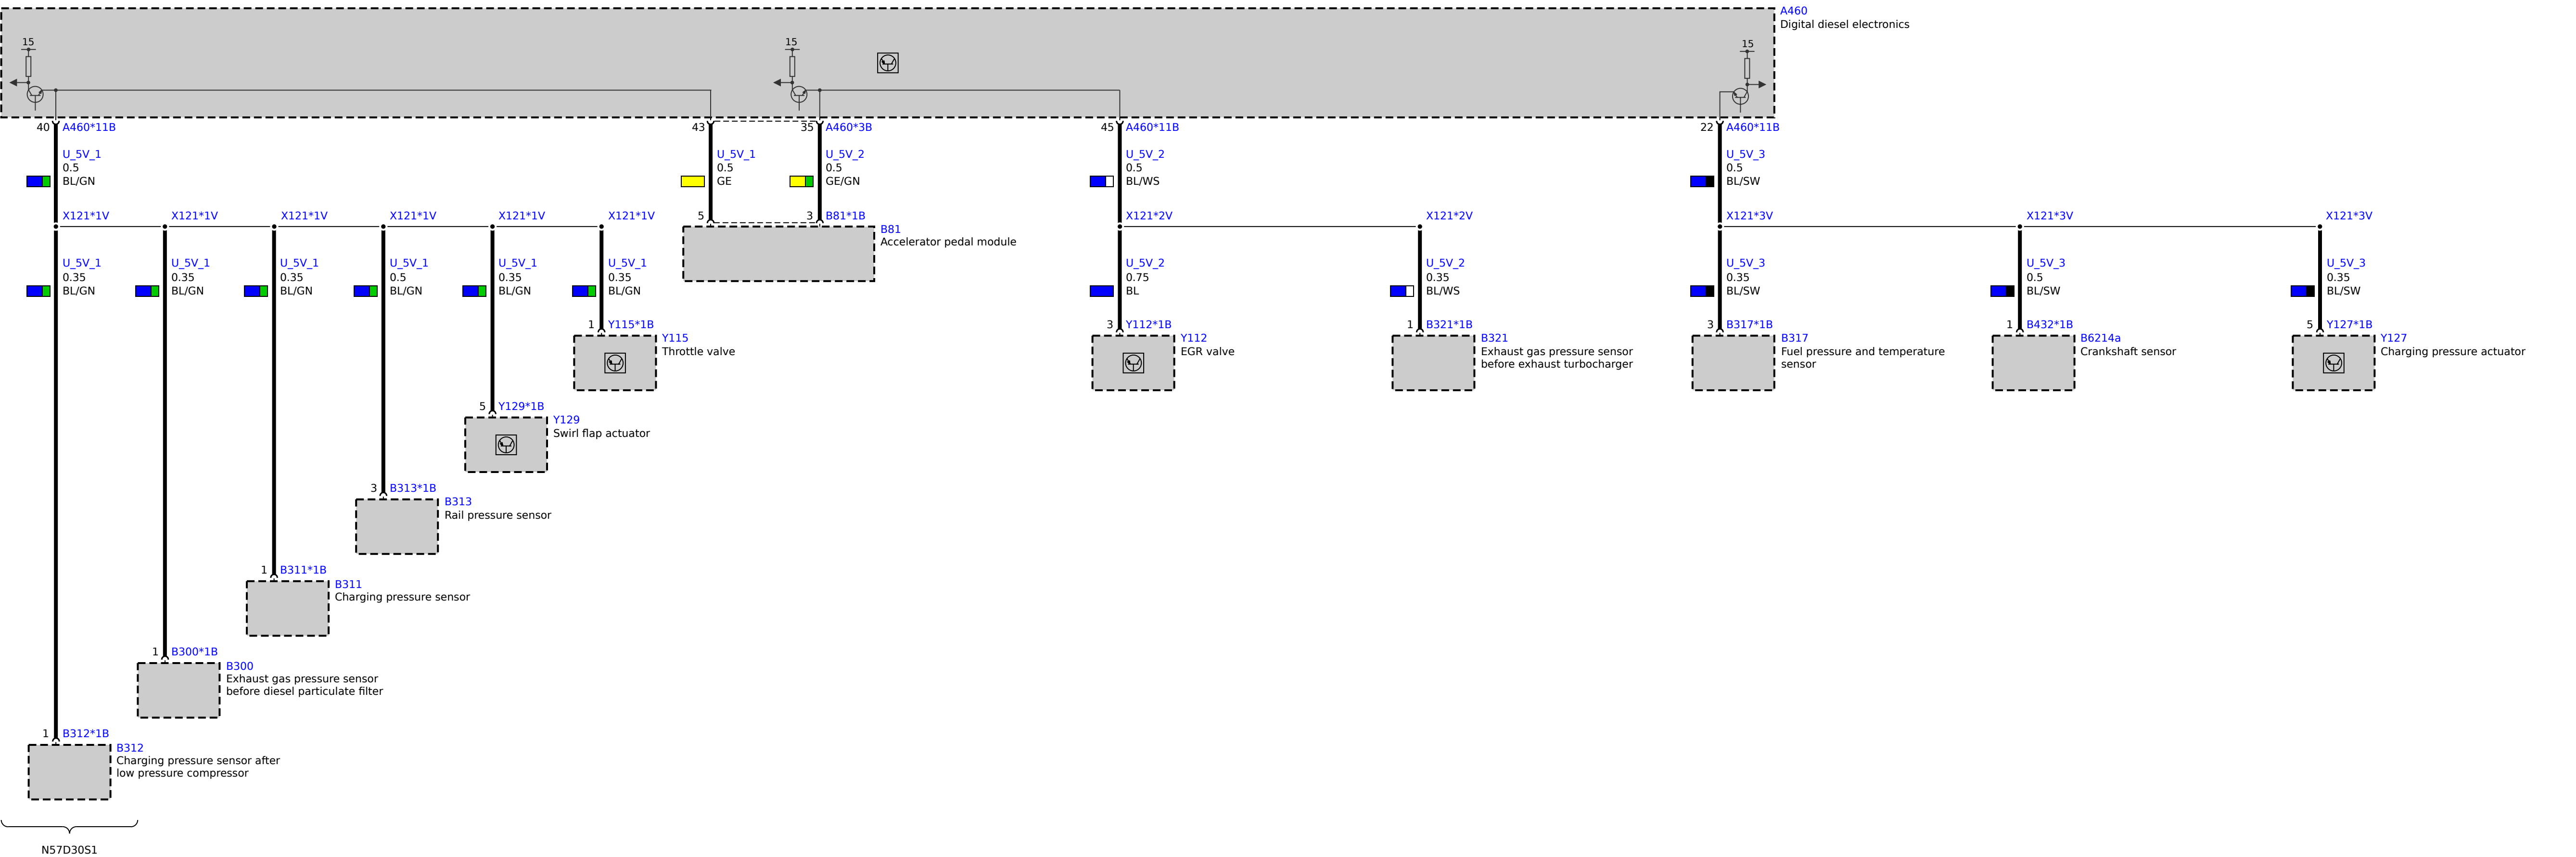 A460
Digital diesel electronics
15
15
15
40 A460*11B
43
35 A460*3B
45 A460*11B
22 A460*11B
U_5V_1
0.5
BL/GN
U_5V_1
0.5
GE
U_5V_2
0.5
GE/GN
U_5V_2
0.5
BL/WS
U_5V_3
0.5
BL/SW
X121*1V
X121*1V
X121*1V
X121*1V
X121*1V
X121*1V
5
3 B81*1B
X121*2V
X121*2V
X121*3V
X121*3V
X121*3V
B81
Accelerator pedal module
U_5V_1
0.35
BL/GN
U_5V_1
0.35
BL/GN
U_5V_1
0.35
BL/GN
U_5V_1
0.5
BL/GN
U_5V_1
0.35
BL/GN
U_5V_1
0.35
BL/GN
U_5V_2
0.75
BL
U_5V_2
0.35
BL/WS
U_5V_3
0.35
BL/SW
U_5V_3
0.5
BL/SW
U_5V_3
0.35
BL/SW
1 Y115*1B
Y115
Throttle valve
3 Y112*1B
Y112
EGR valve
1 B321*1B
B321
Exhaust gas pressure sensor
before exhaust turbocharger
3 B317*1B
B317
Fuel pressure and temperature
sensor
1 B432*1B
B6214a
Crankshaft sensor
5 Y127*1B
Y127
Charging pressure actuator
5 Y129*1B
Y129
Swirl flap actuator
3 B313*1B
B313
Rail pressure sensor
1 B311*1B
B311
Charging pressure sensor
1 B300*1B
B300
Exhaust gas pressure sensor
before diesel particulate filter
1 B312*1B
B312
Charging pressure sensor after
low pressure compressor
N57D30S1